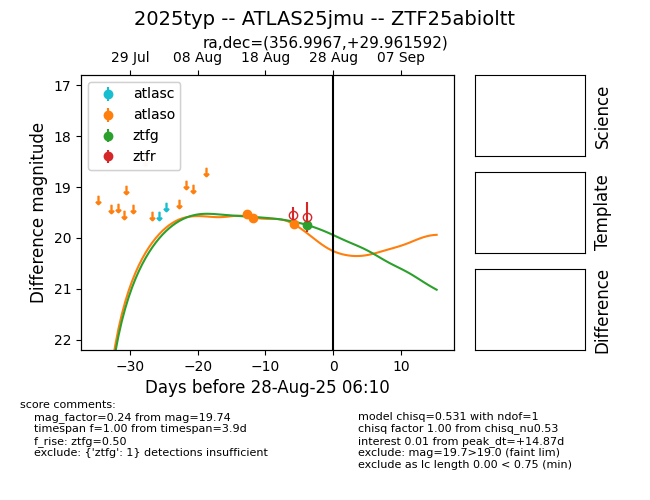 2025typ -- ATLAS25jmu -- ZTF25abioltt
ra,dec=(356.9967,+29.961592)
29 Jul 08 Aug 18 Aug 28 Aug 07 Sep
17
18
19
20
21
22
Difference magnitude
atlasc
atlaso
ztfg
ztfr
−30 −20 −10 0 10
Days before 28-Aug-25 06:10
Science
Template
Difference
score comments:
mag_factor=0.24 from mag=19.74
timespan f=1.00 from timespan=3.9d
f_rise: ztfg=0.50
exclude: {'ztfg': 1} detections insufficient
model chisq=0.531 with ndof=1
chisq factor 1.00 from chisq_nu0.53
interest 0.01 from peak_dt=+14.87d
exclude: mag=19.7>19.0 (faint lim)
exclude as lc length 0.00 < 0.75 (min)